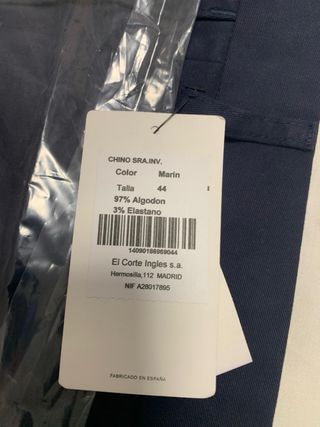 CHINO SRA.INV.
Color Marin
Talla 44
97% Algodon
3% Elastano
14090186969044
El Corte Ingles s.a.
Hermosilla,112 MADRID
NIF A28017895
FABRICADO EN ESPAÑA